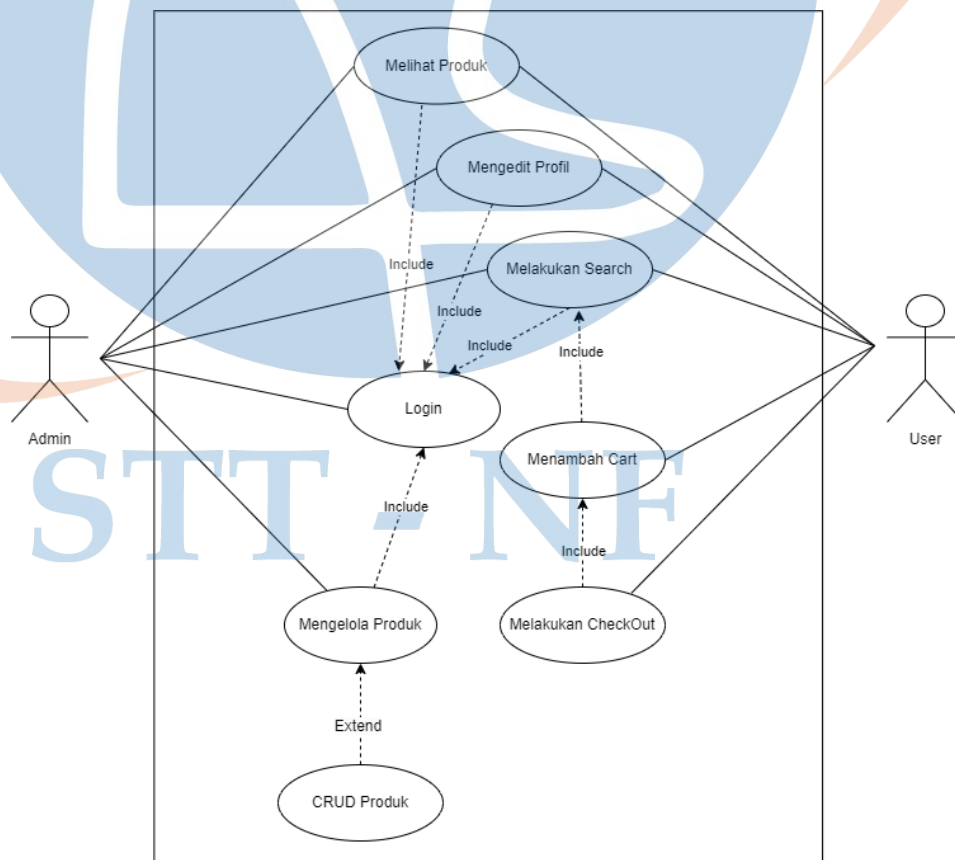 Melihat Produk
Mengedit Profil
Include
Melakukan Search
Include
Include
Include
Login
Admin
User
Menambah Cart
STT - NF
Include
Include
Mengelola Produk
Melakukan CheckOut
Extend
CRUD Produk